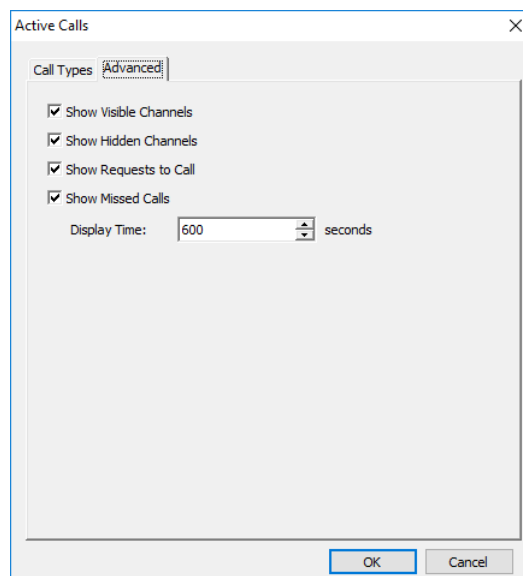 Active Calls
Call Types Advanced
Show Visible Channels
Show Hidden Channels
Show Requests to Call
Show Missed Calls
Display Time: 600 seconds
OK Cancel